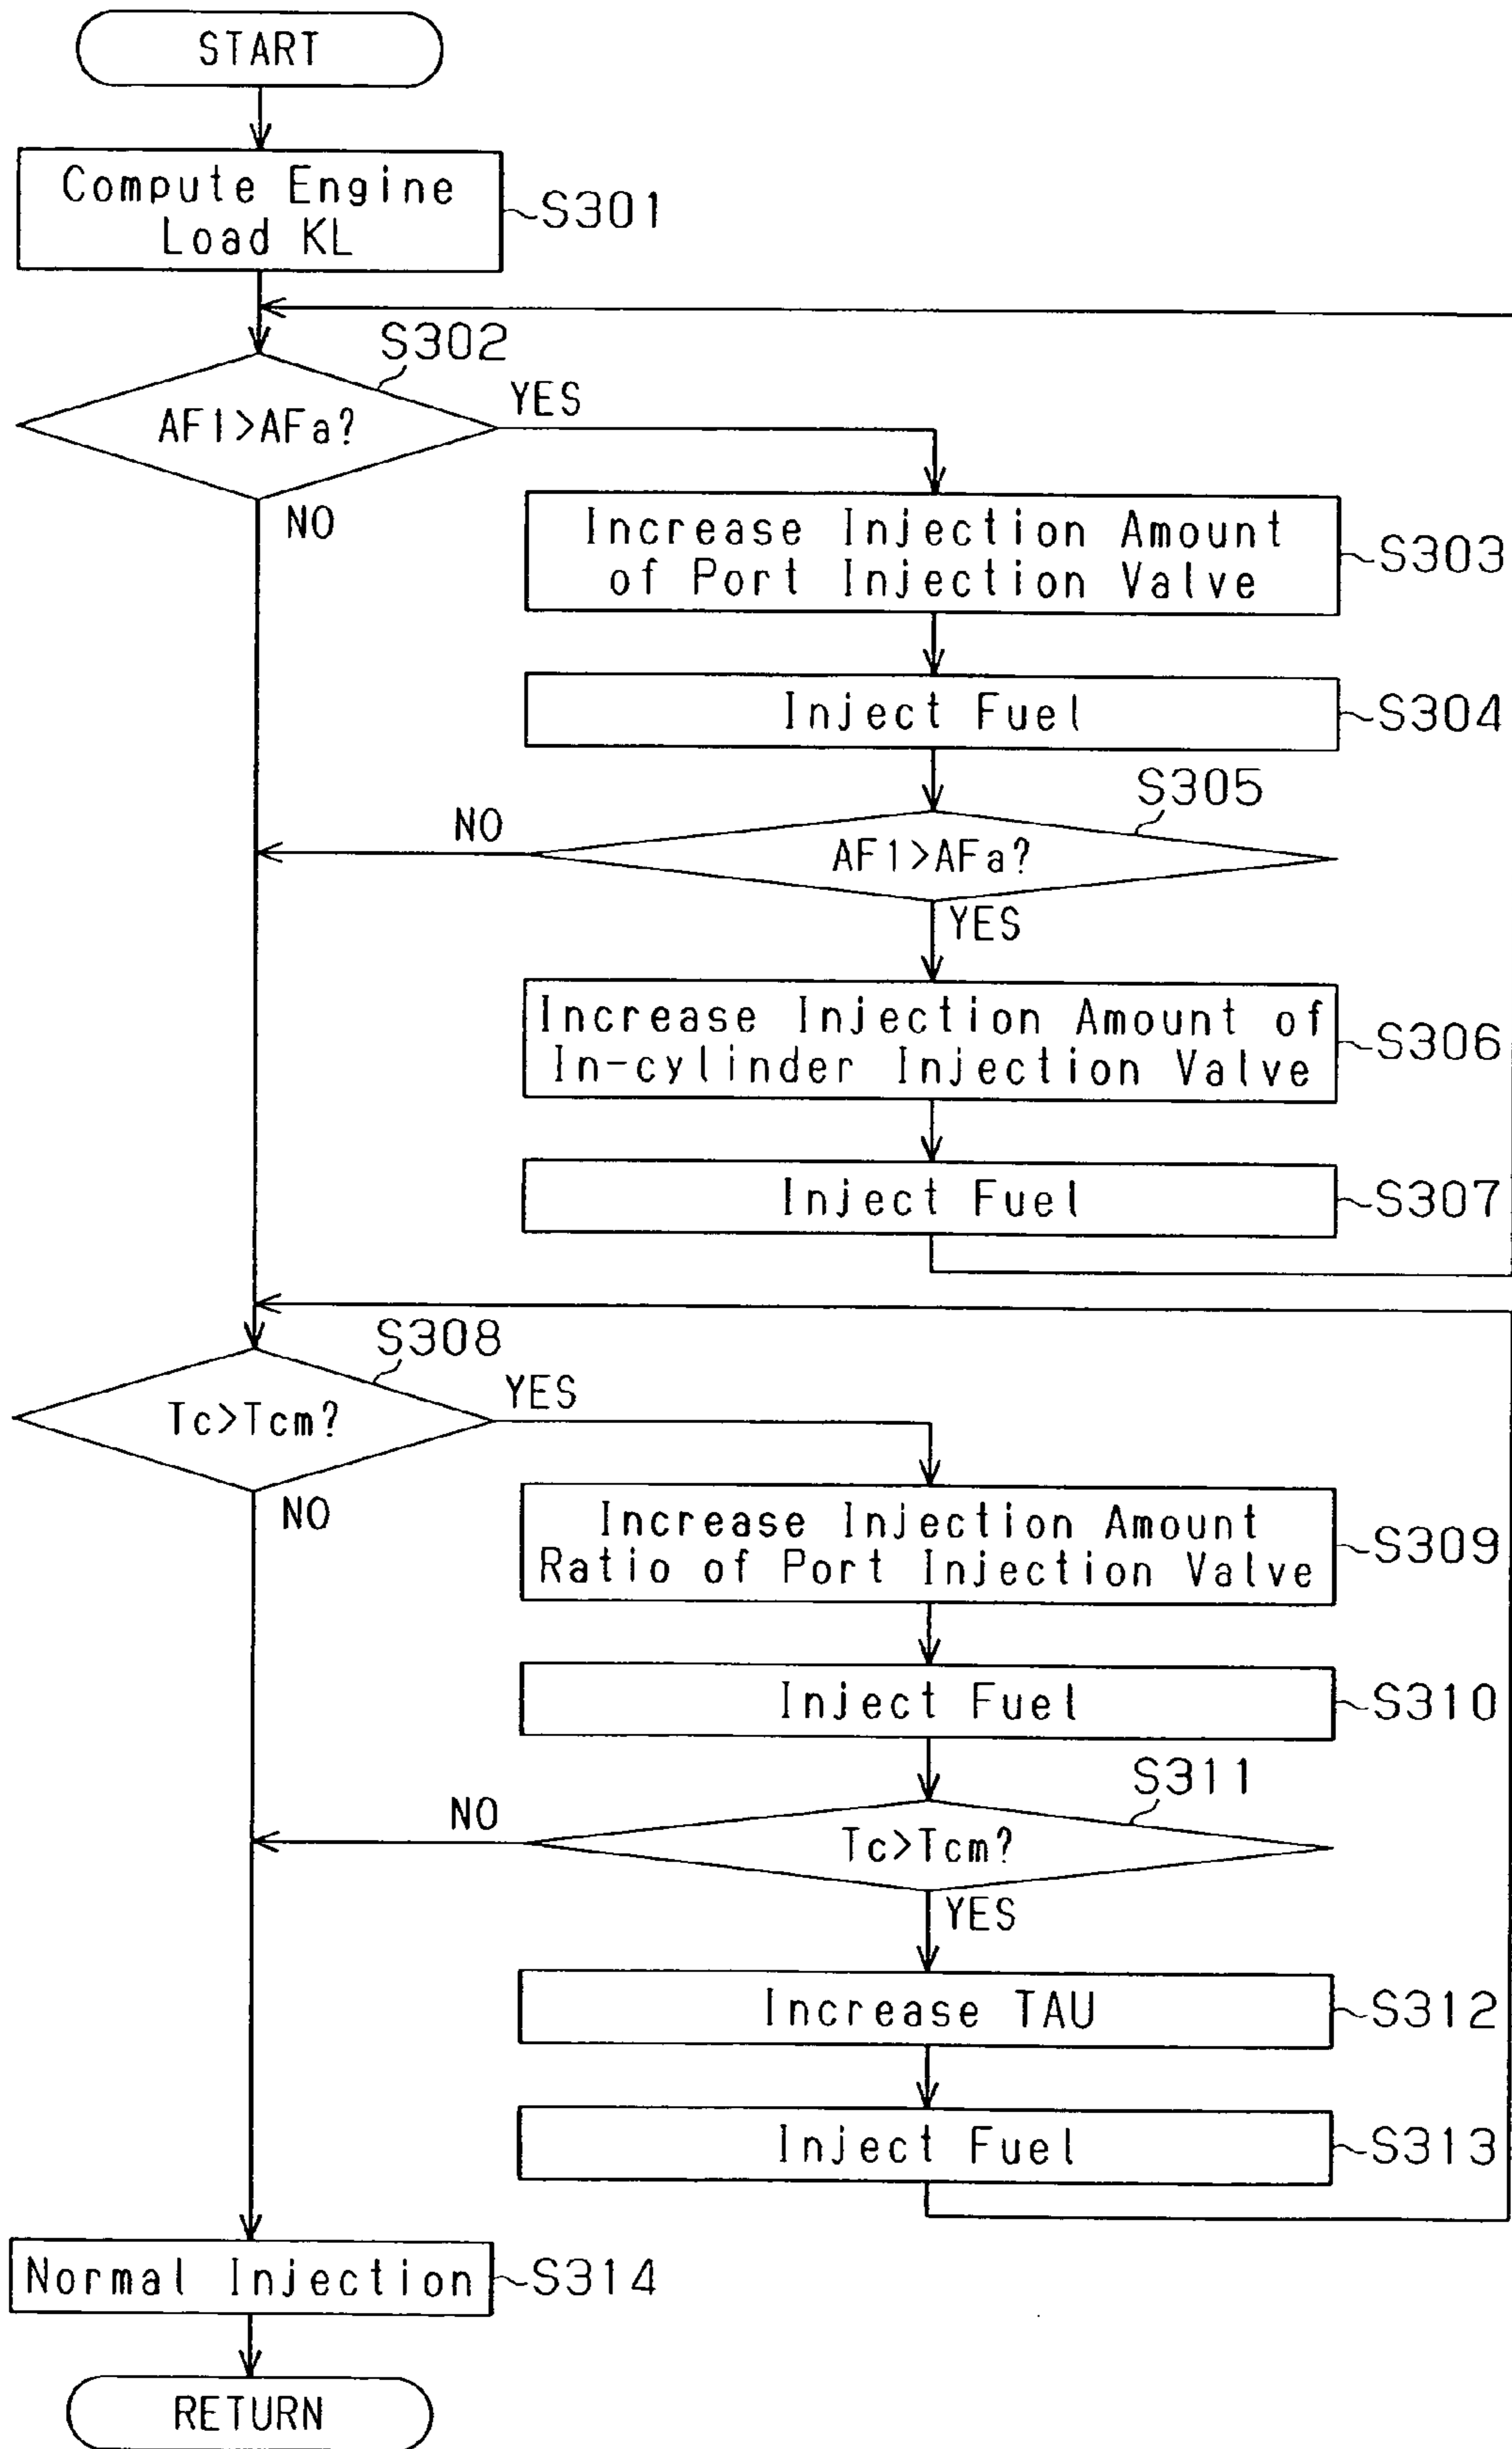 START
Compute Engine
Load KL
S301
S302
AF1>AFa?
YES
NO
Increase Injection Amount
of Port Injection Valve
S303
Inject Fuel
S304
S305
NO
AF1>AFa?
YES
Increase Injection Amount of
In-cylinder Injection Valve
S306
Inject Fuel
S307
S308
Tc>Tcm?
YES
NO
Increase Injection Amount
Ratio of Port Injection Valve
S309
Inject Fuel
S310
S311
NO
Tc>Tcm?
YES
Increase TAU
S312
Inject Fuel
S313
Normal Injection
S314
RETURN